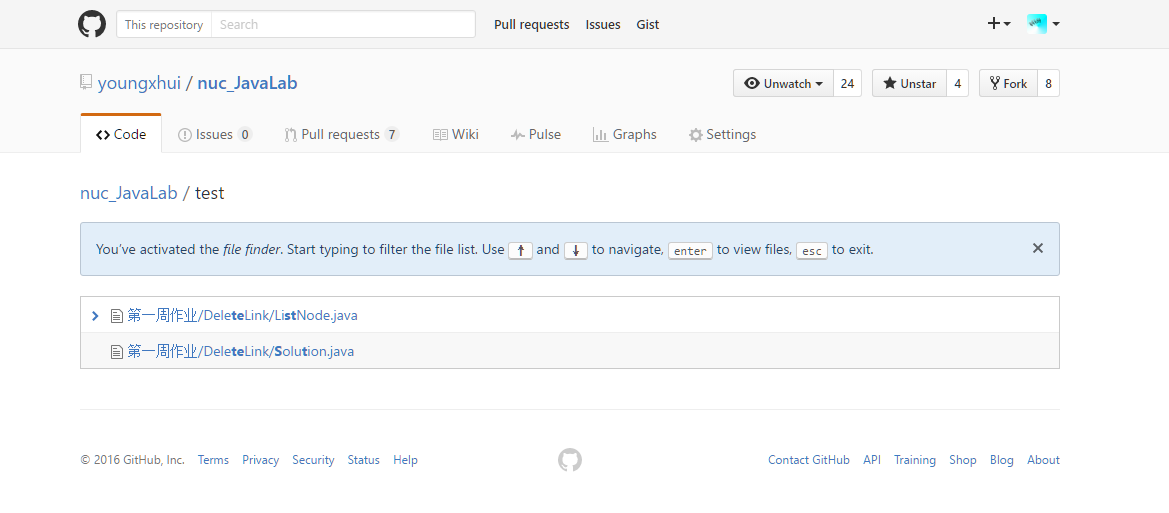 This repository Search Pull requests Issues Gist
youngxhui / nuc_JavaLab Unwatch 24 Unstar 4 Fork 8
Code Issues 0 Pull requests 7 Wiki Pulse Graphs Settings
nuc_JavaLab / test
You've activated the file finder. Start typing to filter the file list. Use ↑ and ↓ to navigate, enter to view files, esc to exit.
第一周作业/DeleteLink/ListNode.java
第一周作业/DeleteLink/Solution.java
© 2016 GitHub, Inc. Terms Privacy Security Status Help Contact GitHub API Training Shop Blog About